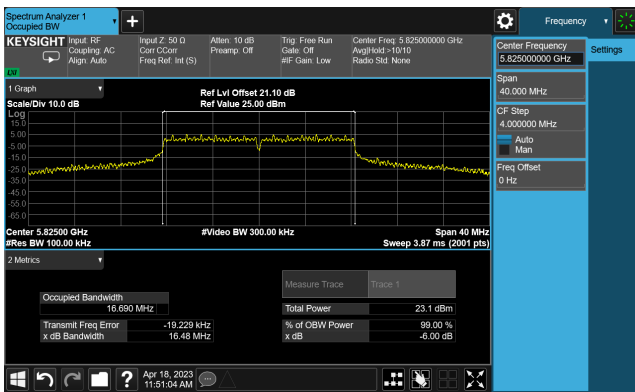 Spectrum Analyzer 1
Occupied BW
Frequency
KEYSIGHT
Input: RF
Coupling: AC
Align: Auto
Input Z: 50 Ω
Corr CCorr
Freq Ref: Int (S)
Atten: 10 dB
Preamp: Off
Trig: Free Run
Gate: Off
#IF Gain: Low
Center Freq: 5.825000000 GHz
Avg|Hold:>10/10
Radio Std: None
Center Frequency
5.825000000 GHz
Settings
Span
40.000 MHz
CF Step
4.000000 MHz
Auto
Man
Freq Offset
0 Hz
1 Graph
Scale/Div 10.0 dB
Ref Lvl Offset 21.10 dB
Ref Value 25.00 dBm
Log
15.0
5.00
-5.00
-15.0
-25.0
-35.0
-45.0
-55.0
-65.0
Center 5.82500 GHz
#Res BW 100.00 kHz
#Video BW 300.00 kHz
Span 40 MHz
Sweep 3.87 ms (2001 pts)
2 Metrics
Measure Trace
Trace 1
Occupied Bandwidth
16.690 MHz
Total Power
23.1 dBm
Transmit Freq Error
-19.229 kHz
% of OBW Power
99.00 %
x dB Bandwidth
16.48 MHz
x dB
-6.00 dB
?
Apr 18, 2023
11:51:04 AM